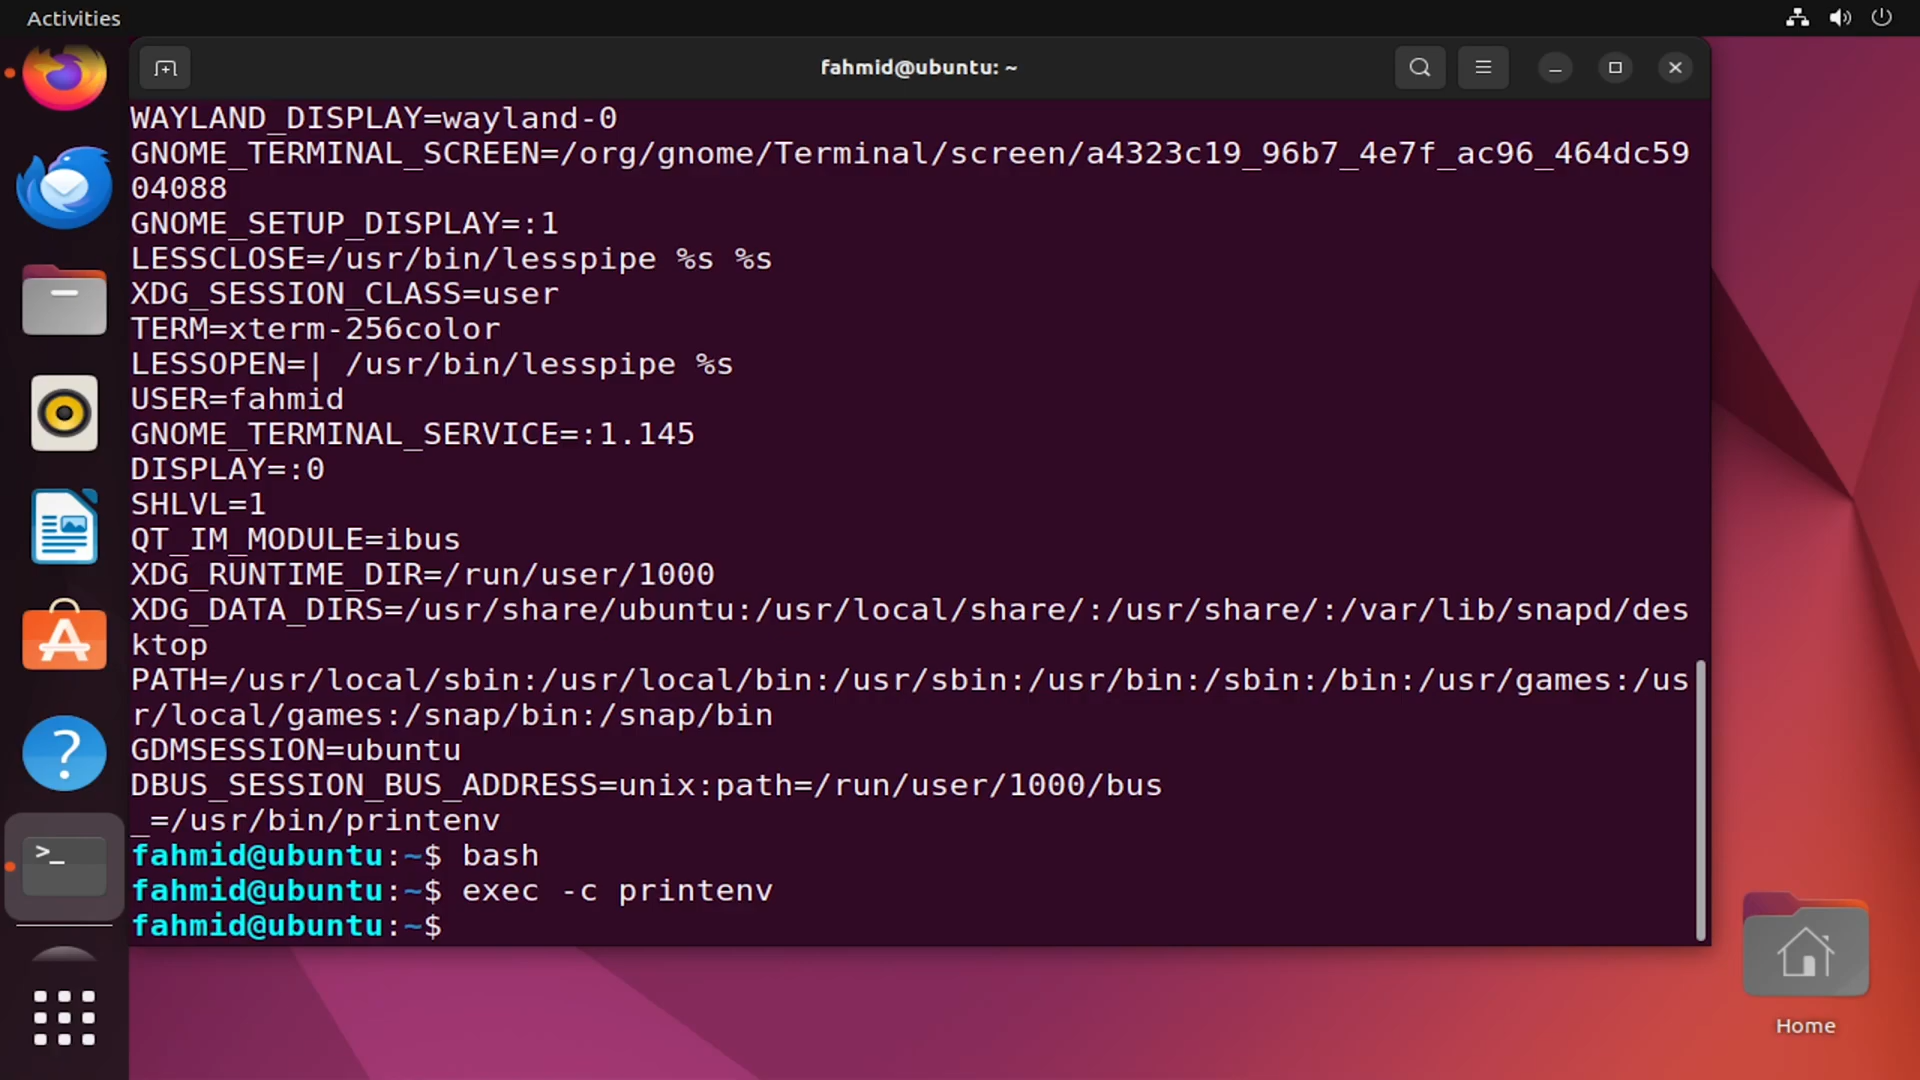 Activities
fahmid@ubuntu: ~
WAYLAND_DISPLAY=wayland-0
GNOME_TERMINAL_SCREEN=/org/gnome/Terminal/screen/a4323c19_96b7_4e7f_ac96_464dc59
04088
GNOME_SETUP_DISPLAY=:1
LESSCLOSE=/usr/bin/lesspipe %s %s
XDG_SESSION_CLASS=user
TERM=xterm-256color
LESSOPEN=| /usr/bin/lesspipe %s
USER=fahmid
GNOME_TERMINAL_SERVICE=:1.145
DISPLAY=:0
SHLVL=1
QT_IM_MODULE=ibus
XDG_RUNTIME_DIR=/run/user/1000
XDG_DATA_DIRS=/usr/share/ubuntu:/usr/local/share/:/usr/share/:/var/lib/snapd/des
ktop
PATH=/usr/local/sbin:/usr/local/bin:/usr/sbin:/usr/bin:/sbin:/bin:/usr/games:/us
r/local/games:/snap/bin:/snap/bin
GDMSESSION=ubuntu
DBUS_SESSION_BUS_ADDRESS=unix:path=/run/user/1000/bus
_=/usr/bin/printenv
fahmid@ubuntu:~$ bash
fahmid@ubuntu:~$ exec -c printenv
fahmid@ubuntu:~$
Home